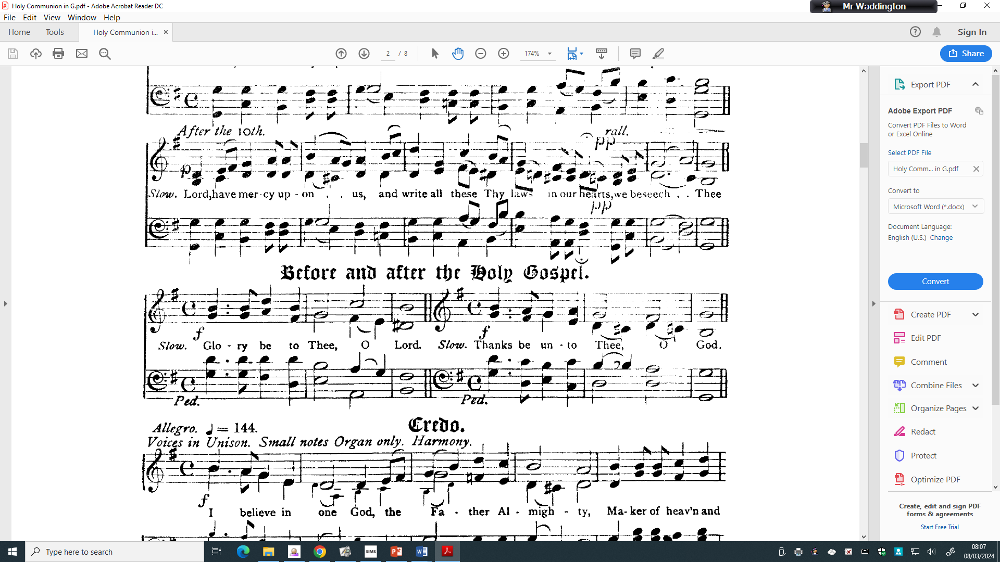 Holy Communion in G.pdf - Adobe Acrobat Reader DC
Mr Waddington
File Edit View Window Help
Home Tools Holy Communion i...
Sign In
2 / 8
174%
Share
After the 10th.
rall.
pp
p
Slow. Lord, have mer-cy up - on . . us, and write all these Thy laws in our hearts, we beseech . . Thee
pp
Before and after the Holy Gospel.
f
f
Slow. Glo - ry be to Thee, O Lord. Slow. Thanks be un - to Thee, O God.
Ped.
Ped.
Credo.
Allegro. ♩ = 144.
Voices in Unison. Small notes Organ only. Harmony.
f
I believe in one God, the Fa - ther Al - migh - ty, Ma-ker of heav'n and
Export PDF
Adobe Export PDF
Convert PDF Files to Word
or Excel Online
Select PDF File
Holy Comm... in G.pdf
Convert to
Microsoft Word (*.docx)
Document Language:
English (U.S.) Change
Convert
Create PDF
Edit PDF
Comment
Combine Files
Organize Pages
Redact
Protect
Optimize PDF
Create, edit and sign PDF
forms & agreements
Start Free Trial
Type here to search
SIMS
08:07
08/03/2024